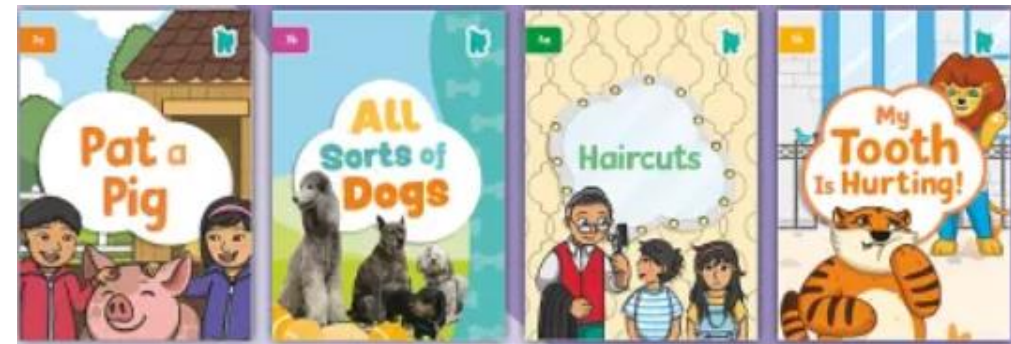 Pat a
Pig
All
Sorts of
Dogs
Haircuts
My
Tooth
Is Hurting!